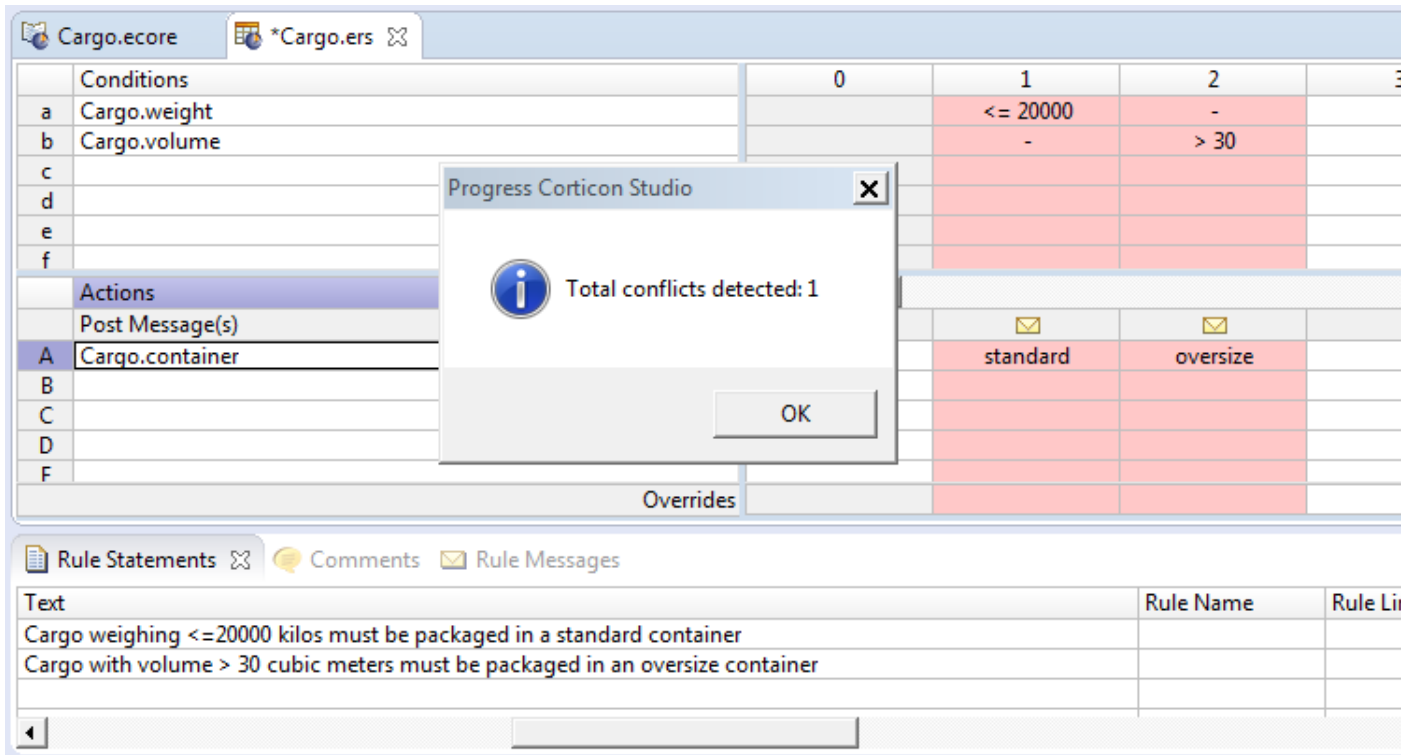 Cargo.ecore *Cargo.ers
Conditions 0 1 2 3
a Cargo.weight <= 20000 -
b Cargo.volume - > 30
c
d
e
f
Progress Corticon Studio
Total conflicts detected: 1
OK
Actions
Post Message(s)
A Cargo.container standard oversize
B
C
D
E
Overrides
Rule Statements Comments Rule Messages
Text Rule Name Rule Li
Cargo weighing <=20000 kilos must be packaged in a standard container
Cargo with volume > 30 cubic meters must be packaged in an oversize container